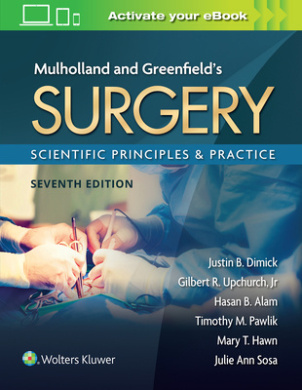 Activate your eBook
Mulholland and Greenfield's
SURGERY
SCIENTIFIC PRINCIPLES & PRACTICE
SEVENTH EDITION
Justin B. Dimick
Gilbert R. Upchurch, Jr
Hasan B. Alam
Timothy M. Pawlik
Mary T. Hawn
Julie Ann Sosa
Wolters Kluwer